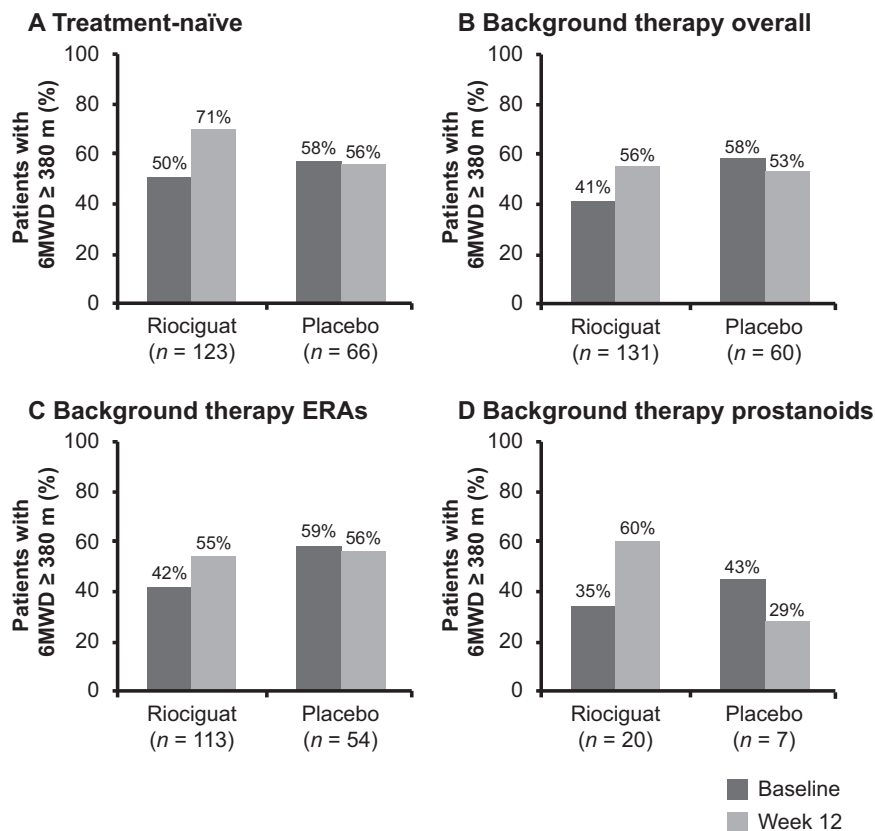 A Treatment-naïve
Patients with
6MWD ≥ 380 m (%)
100
80
60
40
20
0
50%
71%
58%
56%
Riociguat
(n = 123)
Placebo
(n = 66)
B Background therapy overall
Patients with
6MWD ≥ 380 m (%)
100
80
60
40
20
0
41%
56%
58%
53%
Riociguat
(n = 131)
Placebo
(n = 60)
C Background therapy ERAs
Patients with
6MWD ≥ 380 m (%)
100
80
60
40
20
0
42%
55%
59%
56%
Riociguat
(n = 113)
Placebo
(n = 54)
D Background therapy prostanoids
Patients with
6MWD ≥ 380 m (%)
100
80
60
40
20
0
35%
60%
43%
29%
Riociguat
(n = 20)
Placebo
(n = 7)
Baseline
Week 12